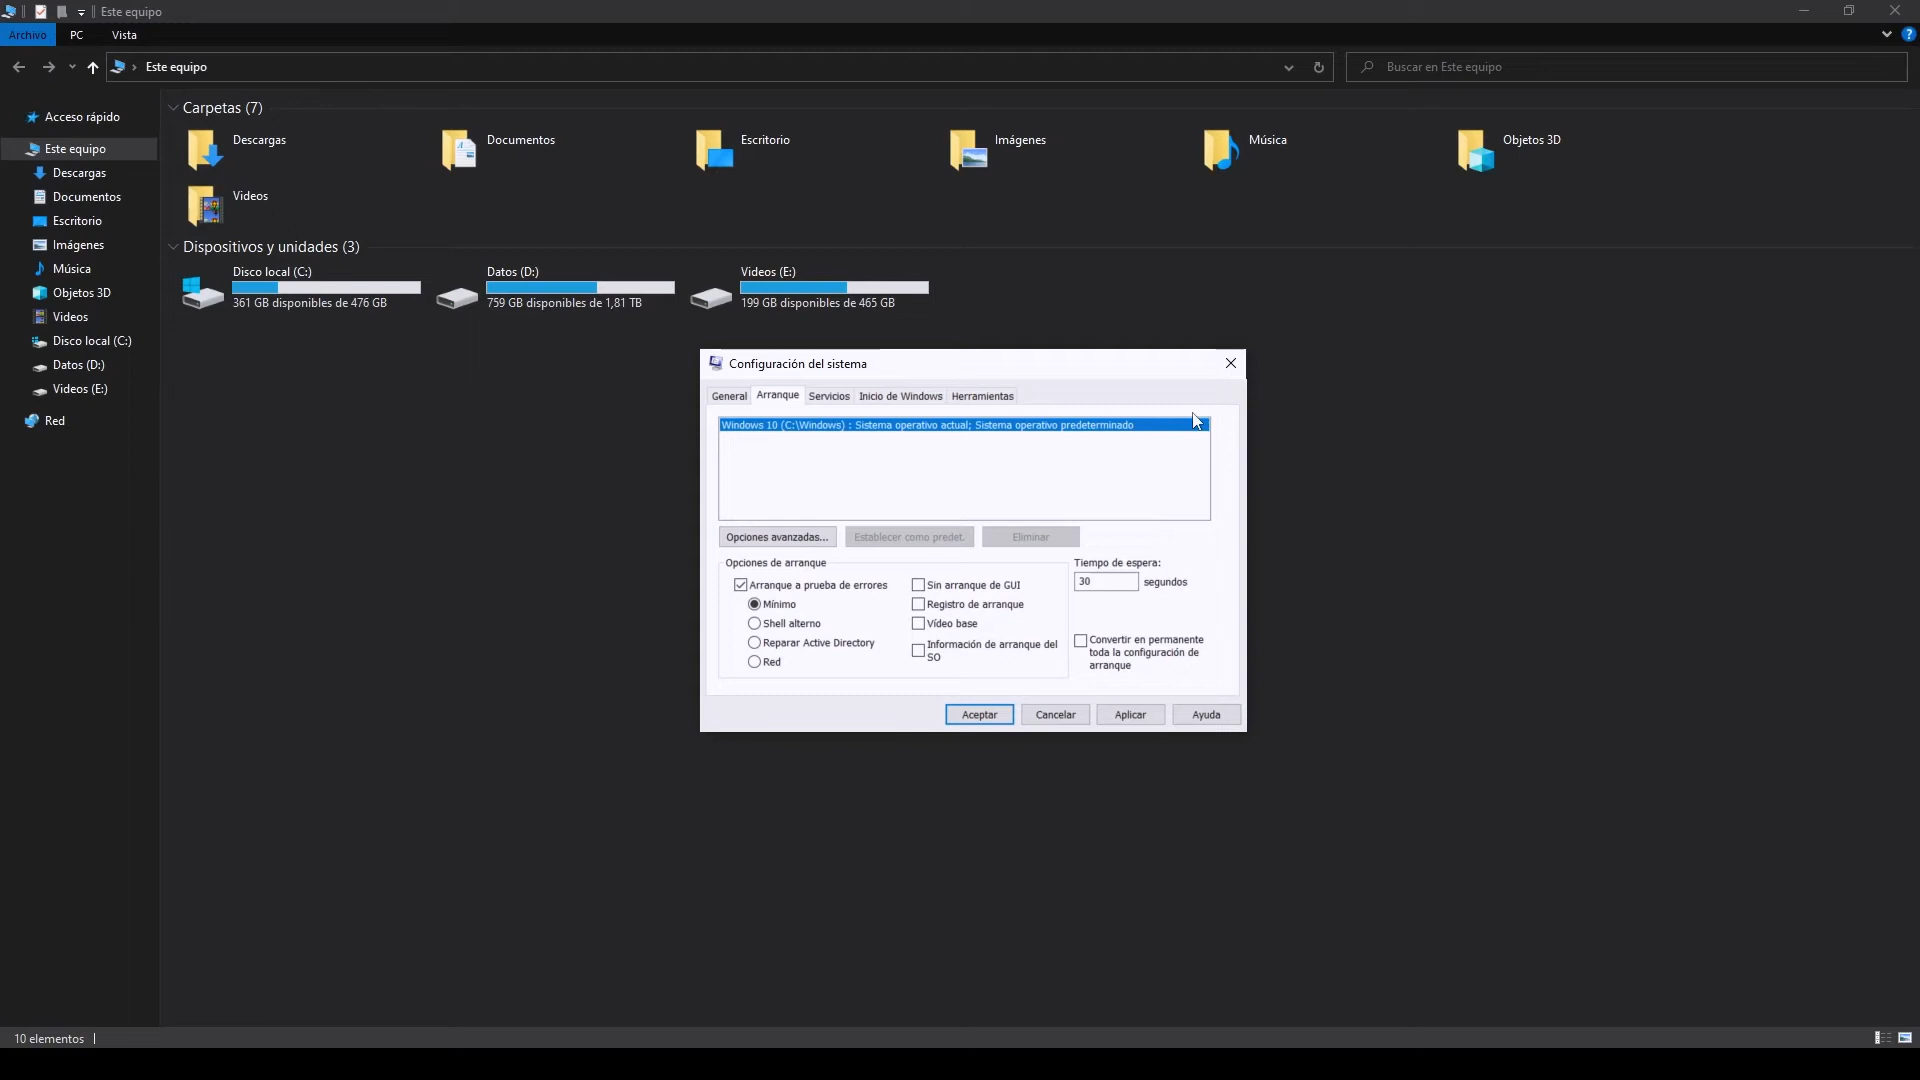 Este equipo
Archivo PC Vista
Este equipo
Buscar en Este equipo
Acceso rápido
Este equipo
Descargas
Documentos
Escritorio
Imágenes
Música
Objetos 3D
Videos
Disco local (C:)
Datos (D:)
Videos (E:)
Red
Carpetas (7)
Descargas
Documentos
Escritorio
Imágenes
Música
Objetos 3D
Videos
Dispositivos y unidades (3)
Disco local (C:)
361 GB disponibles de 476 GB
Datos (D:)
759 GB disponibles de 1,81 TB
Videos (E:)
199 GB disponibles de 465 GB
Configuración del sistema
General Arranque Servicios Inicio de Windows Herramientas
Windows 10 (C:\Windows) : Sistema operativo actual; Sistema operativo predeterminado
Opciones avanzadas... Establecer como predet. Eliminar
Opciones de arranque
Arranque a prueba de errores
Mínimo
Shell alterno
Reparar Active Directory
Red
Sin arranque de GUI
Registro de arranque
Vídeo base
Información de arranque del
SO
Tiempo de espera:
30 segundos
Convertir en permanente
toda la configuración de
arranque
Aceptar Cancelar Aplicar Ayuda
10 elementos